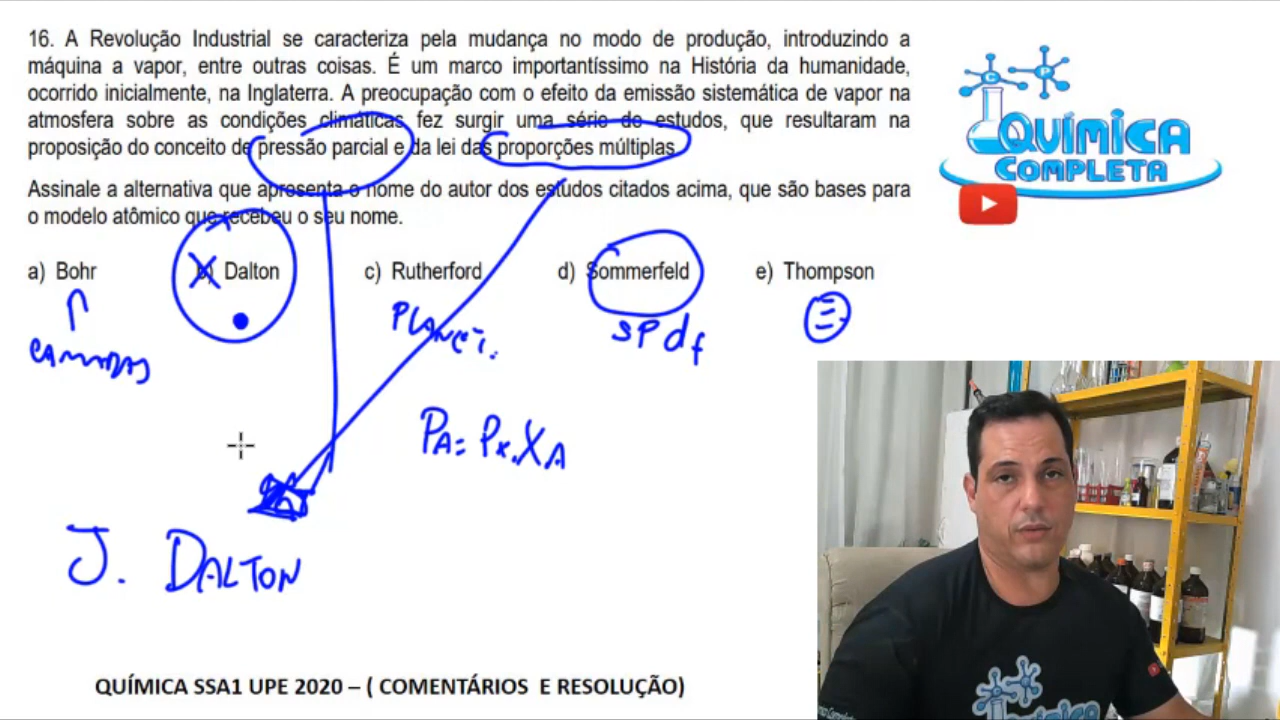 16. A Revolução Industrial se caracteriza pela mudança no modo de produção, introduzindo a
máquina a vapor, entre outras coisas. É um marco importantíssimo na História da humanidade,
ocorrido inicialmente, na Inglaterra. A preocupação com o efeito da emissão sistemática de vapor na
atmosfera sobre as condições climáticas fez surgir uma série de estudos, que resultaram na
proposição do conceito de pressão parcial e da lei das proporções múltiplas.
Assinale a alternativa que apresenta o nome do autor dos estudos citados acima, que são bases para
o modelo atômico que recebeu o seu nome.
a) Bohr b) Dalton c) Rutherford d) Sommerfeld e) Thompson
CAMADAS PLANET. SPdf
PA = Px.XA
J. DALTON
QUÍMICA SSA1 UPE 2020 – ( COMENTÁRIOS E RESOLUÇÃO)
C P
QUÍMICA
COMPLETA
Química